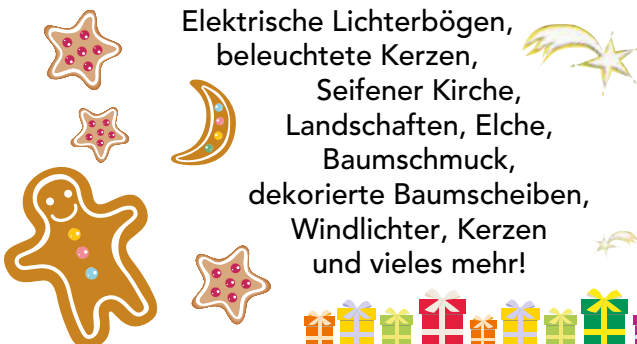 Elektrische Lichterbögen,
beleuchtete Kerzen,
Seifener Kirche,
Landschaften, Elche,
Baumschmuck,
dekorierte Baumscheiben,
Windlichter, Kerzen
und vieles mehr!